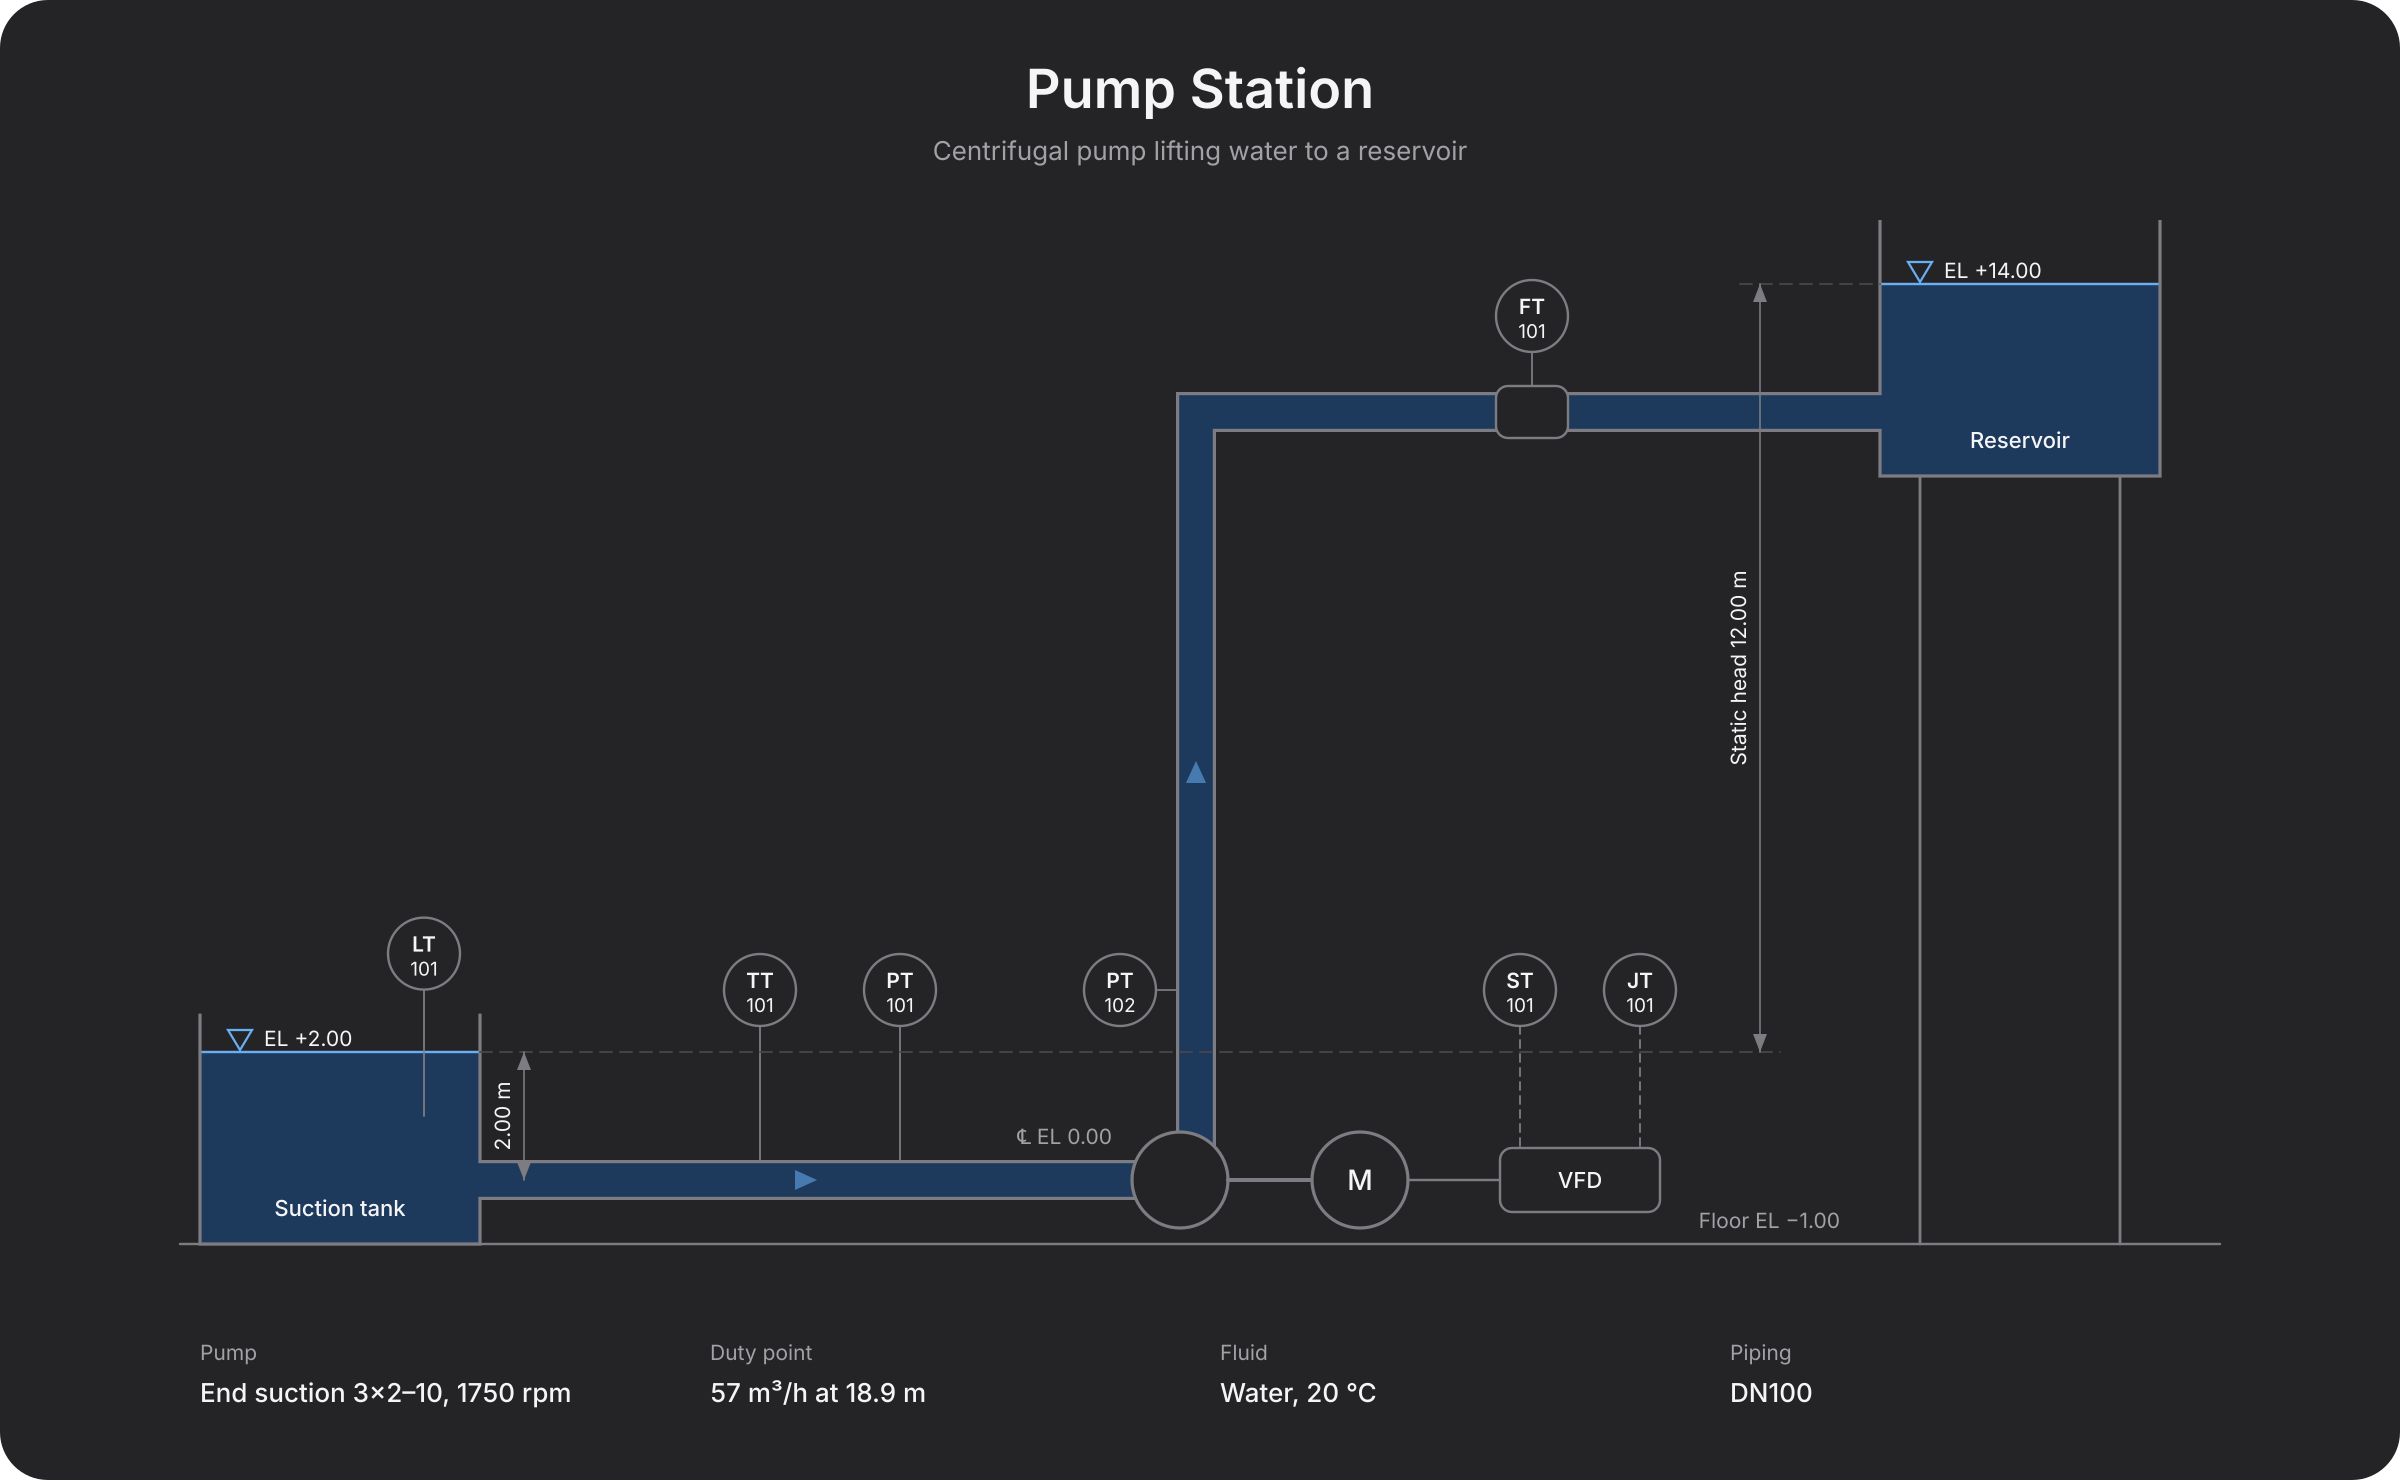 Pump Station
Centrifugal pump lifting water to a reservoir
EL +14.00
FT
101
Reservoir
Static head 12.00 m
LT
101
TT
101
PT
101
PT
102
ST
101
JT
101
EL +2.00
2.00 m
℄ EL 0.00
M
VFD
Suction tank
Floor EL −1.00
Pump
End suction 3×2–10, 1750 rpm
Duty point
57 m³/h at 18.9 m
Fluid
Water, 20 °C
Piping
DN100